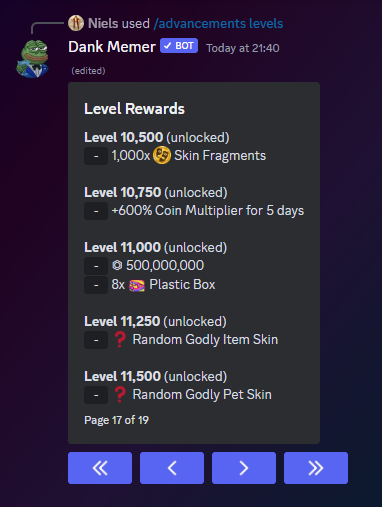 Niels used /advancements levels
Dank Memer ✓ BOT Today at 21:40
(edited)
Level Rewards
Level 10,500 (unlocked)
- 1,000x Skin Fragments
Level 10,750 (unlocked)
- +600% Coin Multiplier for 5 days
Level 11,000 (unlocked)
- ⏣ 500,000,000
- 8x Plastic Box
Level 11,250 (unlocked)
- ❓ Random Godly Item Skin
Level 11,500 (unlocked)
- ❓ Random Godly Pet Skin
Page 17 of 19